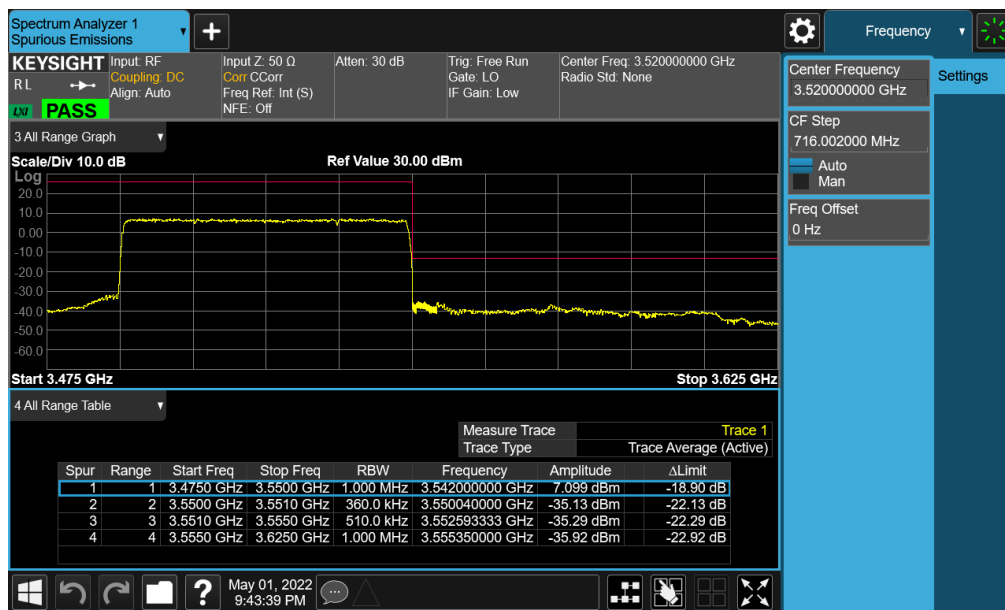 Spectrum Analyzer 1
Spurious Emissions
Frequency
KEYSIGHT
R L
LXI
PASS
Input: RF
Coupling: DC
Align: Auto
Input Z: 50 Ω
Corr CCorr
Freq Ref: Int (S)
NFE: Off
Atten: 30 dB
Trig: Free Run
Gate: LO
IF Gain: Low
Center Freq: 3.520000000 GHz
Radio Std: None
Center Frequency
3.520000000 GHz
Settings
CF Step
716.002000 MHz
Auto
Man
Freq Offset
0 Hz
3 All Range Graph
Scale/Div 10.0 dB
Ref Value 30.00 dBm
Log
20.0
10.0
0.00
-10.0
-20.0
-30.0
-40.0
-50.0
-60.0
Start 3.475 GHz
Stop 3.625 GHz
4 All Range Table
Measure Trace Trace 1
Trace Type Trace Average (Active)
Spur Range Start Freq Stop Freq RBW Frequency Amplitude ΔLimit
1 1 3.4750 GHz 3.5500 GHz 1.000 MHz 3.542000000 GHz 7.099 dBm -18.90 dB
2 2 3.5500 GHz 3.5510 GHz 360.0 kHz 3.550040000 GHz -35.13 dBm -22.13 dB
3 3 3.5510 GHz 3.5550 GHz 510.0 kHz 3.552593333 GHz -35.29 dBm -22.29 dB
4 4 3.5550 GHz 3.6250 GHz 1.000 MHz 3.555350000 GHz -35.92 dBm -22.92 dB
?
May 01, 2022
9:43:39 PM